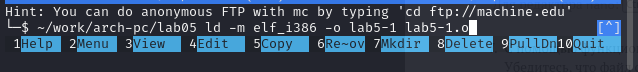 Hint: You can do anonymous FTP with mc by typing 'cd ftp://machine.edu'
└─$ ~/work/arch-pc/lab05 ld -m elf_i386 -o lab5-1 lab5-1.o [^]
1Help 2Menu 3View 4Edit 5Copy 6Re~ov 7Mkdir 8Delete 9PullDn 10Quit